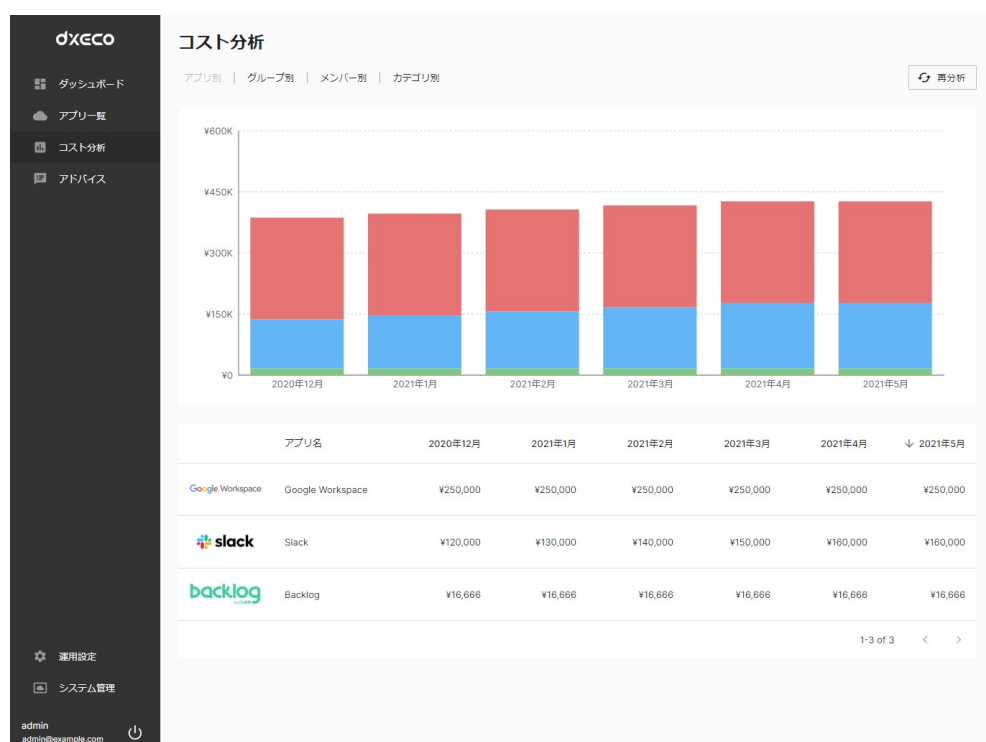 dxeco
ダッシュボード
アプリ一覧
コスト分析
アドバイス
運用設定
システム管理
admin
admin@example.com
コスト分析
アプリ別 | グループ別 | メンバー別 | カテゴリ別
再分析
¥600K
¥450K
¥300K
¥150K
¥0
2020年12月 2021年1月 2021年2月 2021年3月 2021年4月 2021年5月
アプリ名 2020年12月 2021年1月 2021年2月 2021年3月 2021年4月 ↓ 2021年5月
Google Workspace Google Workspace ¥250,000 ¥250,000 ¥250,000 ¥250,000 ¥250,000 ¥250,000
slack Slack ¥120,000 ¥130,000 ¥140,000 ¥150,000 ¥160,000 ¥160,000
backlog Backlog ¥16,666 ¥16,666 ¥16,666 ¥16,666 ¥16,666 ¥16,666
1-3 of 3 < >